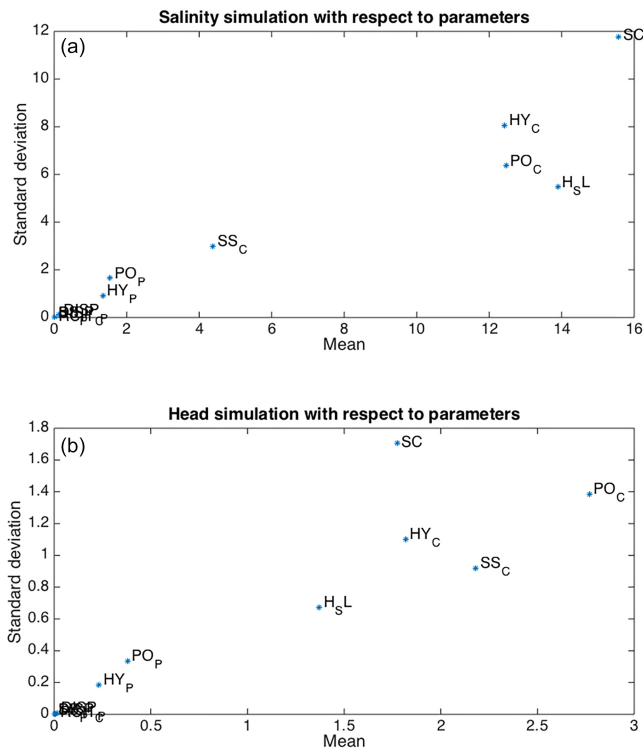 Salinity simulation with respect to parameters
(a)
12
10
8
6
4
2
0
Standard deviation
SC
HY_C
PO_C
H_SL
SS_C
PO_P
HY_P
0 2 4 6 8 10 12 14 16
Mean
Head simulation with respect to parameters
(b)
1.8
1.6
1.4
1.2
1
0.8
0.6
0.4
0.2
0
Standard deviation
SC
PO_C
HY_C
SS_C
H_SL
PO_P
HY_P
0 0.5 1 1.5 2 2.5 3
Mean